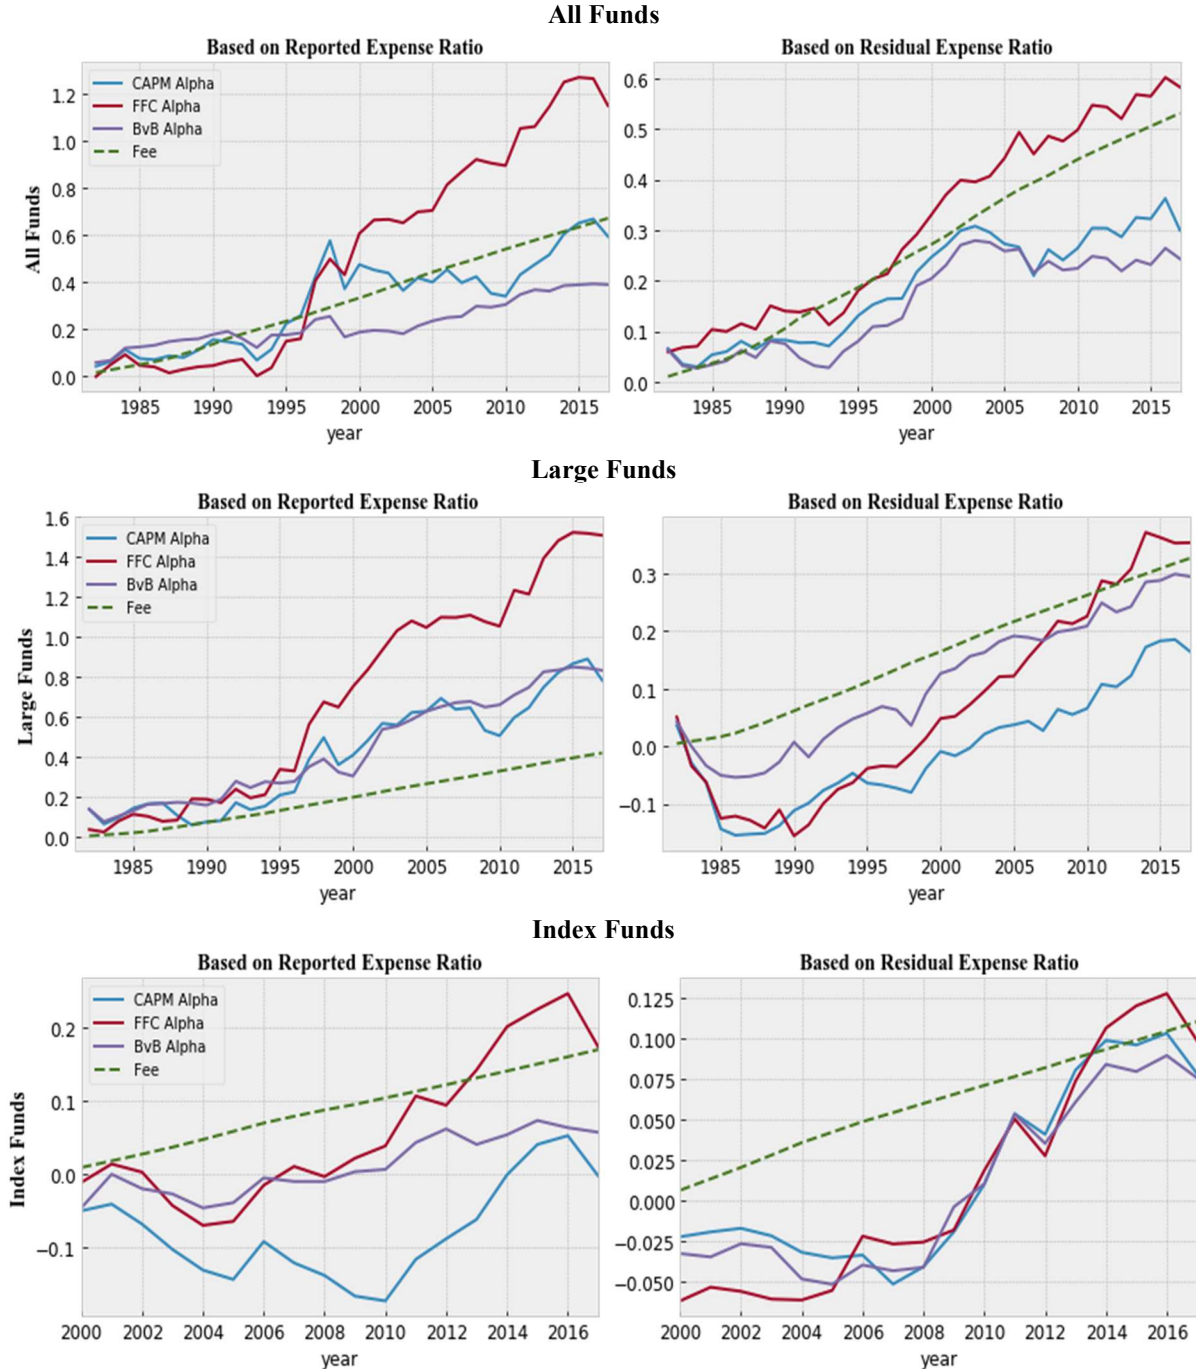 All Funds
Based on Reported Expense Ratio
CAPM Alpha
FFC Alpha
BvB Alpha
Fee
1.2
1.0
0.8
0.6
0.4
0.2
0.0
All Funds
1985 1990 1995 2000 2005 2010 2015
year
Based on Residual Expense Ratio
0.6
0.5
0.4
0.3
0.2
0.1
0.0
1985 1990 1995 2000 2005 2010 2015
year
Large Funds
Based on Reported Expense Ratio
CAPM Alpha
FFC Alpha
BvB Alpha
Fee
1.6
1.4
1.2
1.0
0.8
0.6
0.4
0.2
0.0
Large Funds
1985 1990 1995 2000 2005 2010 2015
year
Based on Residual Expense Ratio
0.3
0.2
0.1
0.0
−0.1
1985 1990 1995 2000 2005 2010 2015
year
Index Funds
Based on Reported Expense Ratio
CAPM Alpha
FFC Alpha
BvB Alpha
Fee
0.2
0.1
0.0
−0.1
Index Funds
2000 2002 2004 2006 2008 2010 2012 2014 2016
year
Based on Residual Expense Ratio
0.125
0.100
0.075
0.050
0.025
0.000
−0.025
−0.050
2000 2002 2004 2006 2008 2010 2012 2014 2016
year